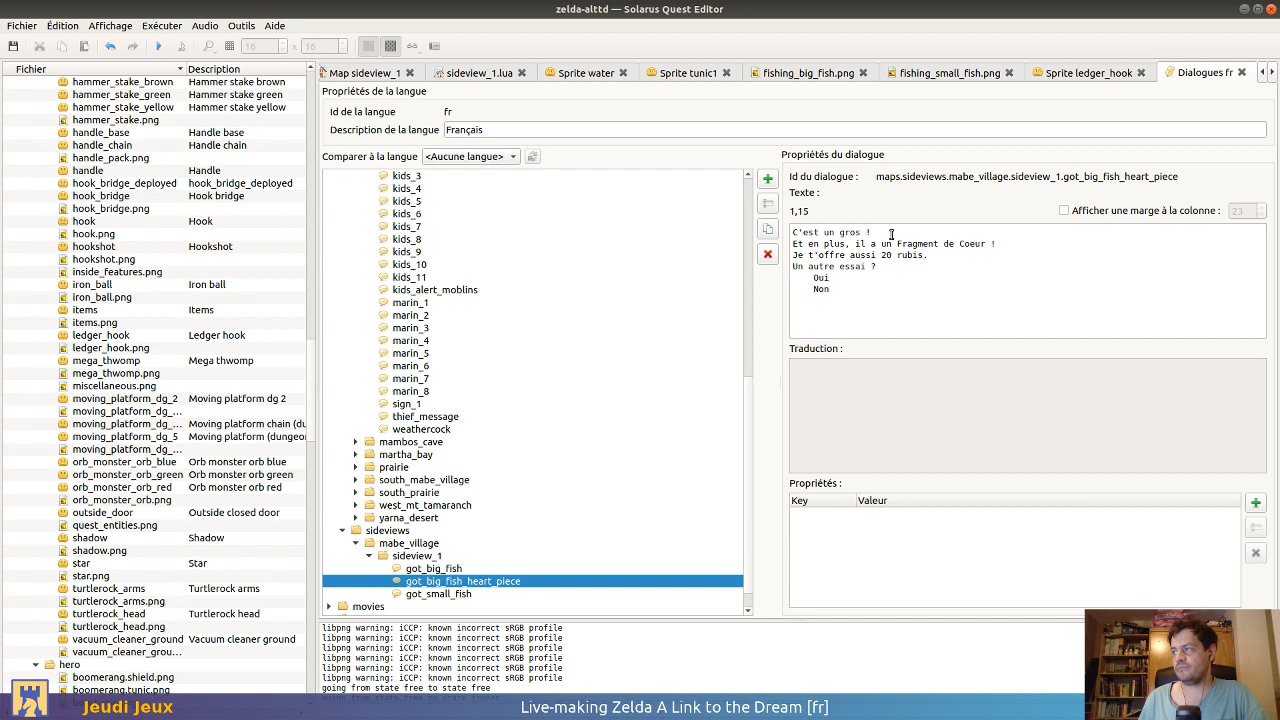 zelda-alttd — Solarus Quest Editor
Fichier Édition Affichage Exécuter Audio Outils Aide
16 x 16
Fichier Description
Map sideview_1 sideview_1.lua Sprite water Sprite tunic1 fishing_big_fish.png fishing_small_fish.png Sprite ledger_hook Dialogues fr
hammer_stake_brown Hammer stake brown
hammer_stake_green Hammer stake green
hammer_stake_yellow Hammer stake yellow
hammer_stake.png
handle_base Handle base
handle_chain Handle chain
handle_pack.png
handle Handle
hook_bridge_deployed hook_bridge_deployed
hook_bridge Hook bridge
hook_bridge.png
hook Hook
hook.png
hookshot Hookshot
hookshot.png
inside_features.png
iron_ball Iron ball
iron_ball.png
items Items
items.png
ledger_hook Ledger hook
ledger_hook.png
mega_thwomp Mega thwomp
mega_thwomp.png
miscellaneous.png
moving_platform_dg_2 Moving platform dg 2
moving_platform_dg_...
moving_platform_dg_... Moving platform chain (du
moving_platform_dg_5 Moving platform (dungeor
moving_platform_dg_...
orb_monster_orb_blue Orb monster orb blue
orb_monster_orb_green Orb monster orb green
orb_monster_orb_red Orb monster orb red
orb_monster_orb.png
outside_door Outside closed door
quest_entities.png
shadow Shadow
shadow.png
star Star
star.png
turtlerock_arms Turtlerock arms
turtlerock_arms.png
turtlerock_head Turtlerock head
turtlerock_head.png
vacuum_cleaner_ground Vacuum cleaner ground
vacuum_cleaner_grou...
hero
boomerang.shield.png
boomerang.tunic.png
Propriétés de la langue
Id de la langue fr
Description de la langue Français
Comparer à la langue <Aucune langue>
kids_3
kids_4
kids_5
kids_6
kids_7
kids_8
kids_9
kids_10
kids_11
kids_alert_moblins
marin_1
marin_2
marin_3
marin_4
marin_5
marin_6
marin_7
marin_8
sign_1
thief_message
weathercock
mambos_cave
martha_bay
prairie
south_mabe_village
south_prairie
west_mt_tamaranch
yarna_desert
sideviews
mabe_village
sideview_1
got_big_fish
got_big_fish_heart_piece
got_small_fish
movies
Propriétés du dialogue
Id du dialogue : maps.sideviews.mabe_village.sideview_1.got_big_fish_heart_piece
Texte :
1,15 Afficher une marge à la colonne : 23
C'est un gros !
Et en plus, il a un Fragment de Coeur !
Je t'offre aussi 20 rubis.
Un autre essai ?
Oui
Non
Traduction :
Propriétés :
Key Valeur
libpng warning: iCCP: known incorrect sRGB profile
libpng warning: iCCP: known incorrect sRGB profile
libpng warning: iCCP: known incorrect sRGB profile
libpng warning: iCCP: known incorrect sRGB profile
libpng warning: iCCP: known incorrect sRGB profile
libpng warning: iCCP: known incorrect sRGB profile
going from state free to state free
Jeudi Jeux
Live-making Zelda A Link to the Dream [fr]